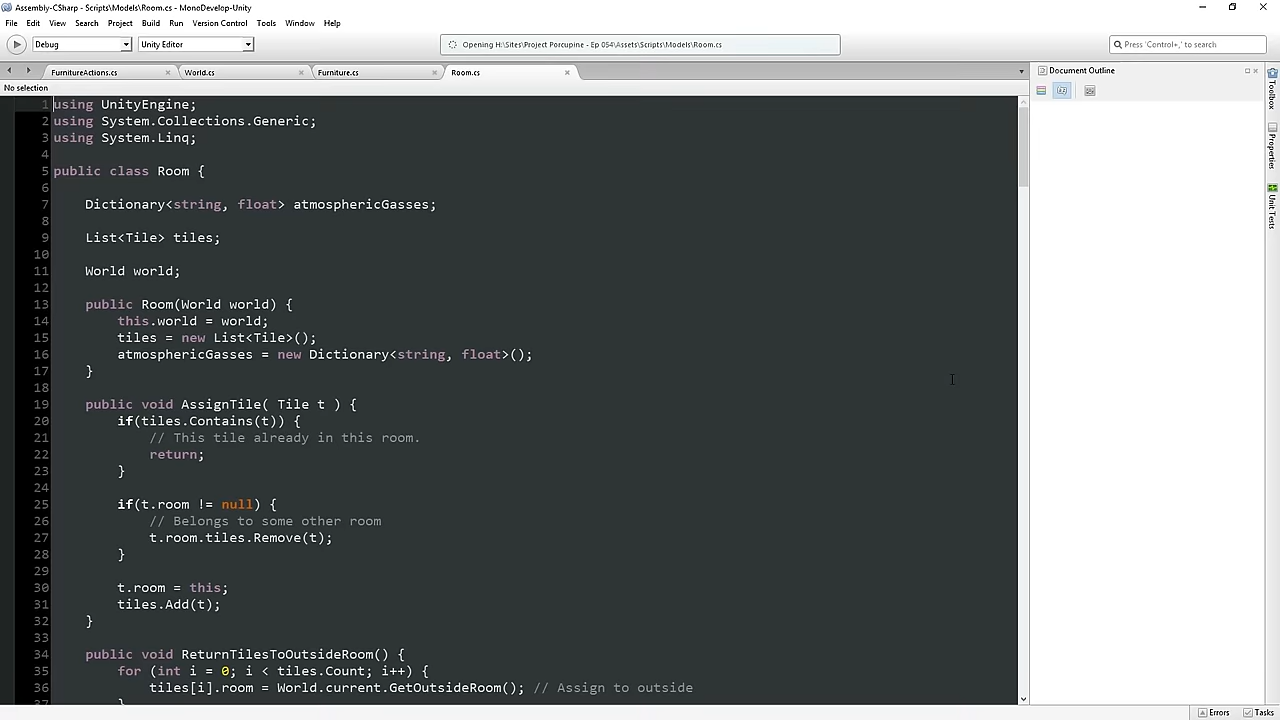 Assembly-CSharp - Scripts\Models\Room.cs - MonoDevelop-Unity
File Edit View Search Project Build Run Version Control Tools Window Help
Debug Unity Editor Opening H:\Sites\Project Porcupine - Ep 054\Assets\Scripts\Models\Room.cs Press 'Control+,' to search
FurnitureActions.cs World.cs Furniture.cs Room.cs
Document Outline
No selection
Toolbox
Properties
Unit Tests
1 using UnityEngine;
2 using System.Collections.Generic;
3 using System.Linq;
4
5 public class Room {
6
7 Dictionary<string, float> atmosphericGasses;
8
9 List<Tile> tiles;
10
11 World world;
12
13 public Room(World world) {
14 this.world = world;
15 tiles = new List<Tile>();
16 atmosphericGasses = new Dictionary<string, float>();
17 }
18
19 public void AssignTile( Tile t ) {
20 if(tiles.Contains(t)) {
21 // This tile already in this room.
22 return;
23 }
24
25 if(t.room != null) {
26 // Belongs to some other room
27 t.room.tiles.Remove(t);
28 }
29
30 t.room = this;
31 tiles.Add(t);
32 }
33
34 public void ReturnTilesToOutsideRoom() {
35 for (int i = 0; i < tiles.Count; i++) {
36 tiles[i].room = World.current.GetOutsideRoom(); // Assign to outside
37 }
Errors Tasks